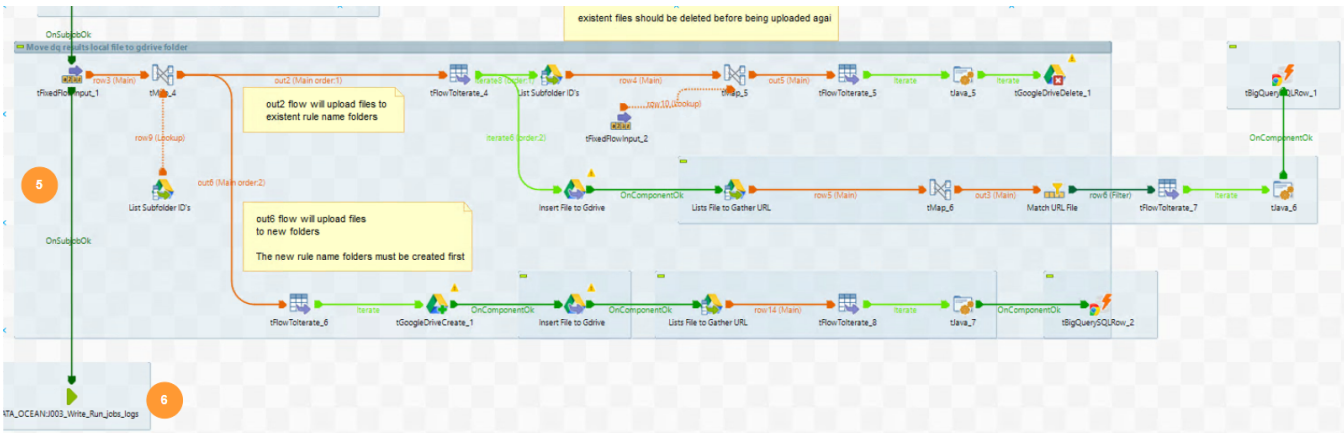 existent files should be deleted before being uploaded agai
OnSubjobOk
Move dq results local file to gdrive folder
row3 (Main)
out2 (Main order:1)
row4 (Main)
out5 (Main)
Iterate
Iterate
tFixedFlowInput_1
tFlowToIterate_4
List Subfolder ID's
tMap_5
tFlowToIterate_5
tJava_5
tGoogleDriveDelete_1
tBigQuerySQLRow_1
out2 flow will upload files to
existent rule name folders
row10 (Lookup)
tFixedFlowInput_2
row9 (Lookup)
Iterate6 (order:2)
OnComponentOk
5
out6 (Main order:2)
List Subfolder ID's
OnComponentOk
row5 (Main)
out3 (Main)
row6 (Filter)
Iterate
Insert File to Gdrive
Lists File to Gather URL
tMap_6
Match URL File
tFlowToIterate_7
tJava_6
out6 flow will upload files
to new folders
The new rule name folders must be created first
OnSubjobOk
Iterate
OnComponentOk
OnComponentOk
row14 (Main)
Iterate
OnComponentOk
tFlowToIterate_6
tGoogleDriveCreate_1
Insert File to Gdrive
Lists File to Gather URL
tFlowToIterate_8
tJava_7
tBigQuerySQLRow_2
6
ATA_OCEAN:J003_Write_Run_jobs_logs